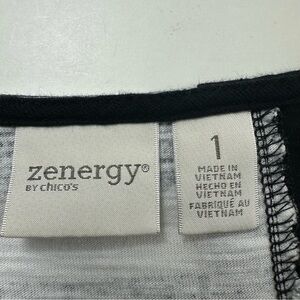 zenergy®
BY chico's
1
MADE IN
VIETNAM
HECHO EN
VIETNAM
FABRIQUÉ AU
VIETNAM